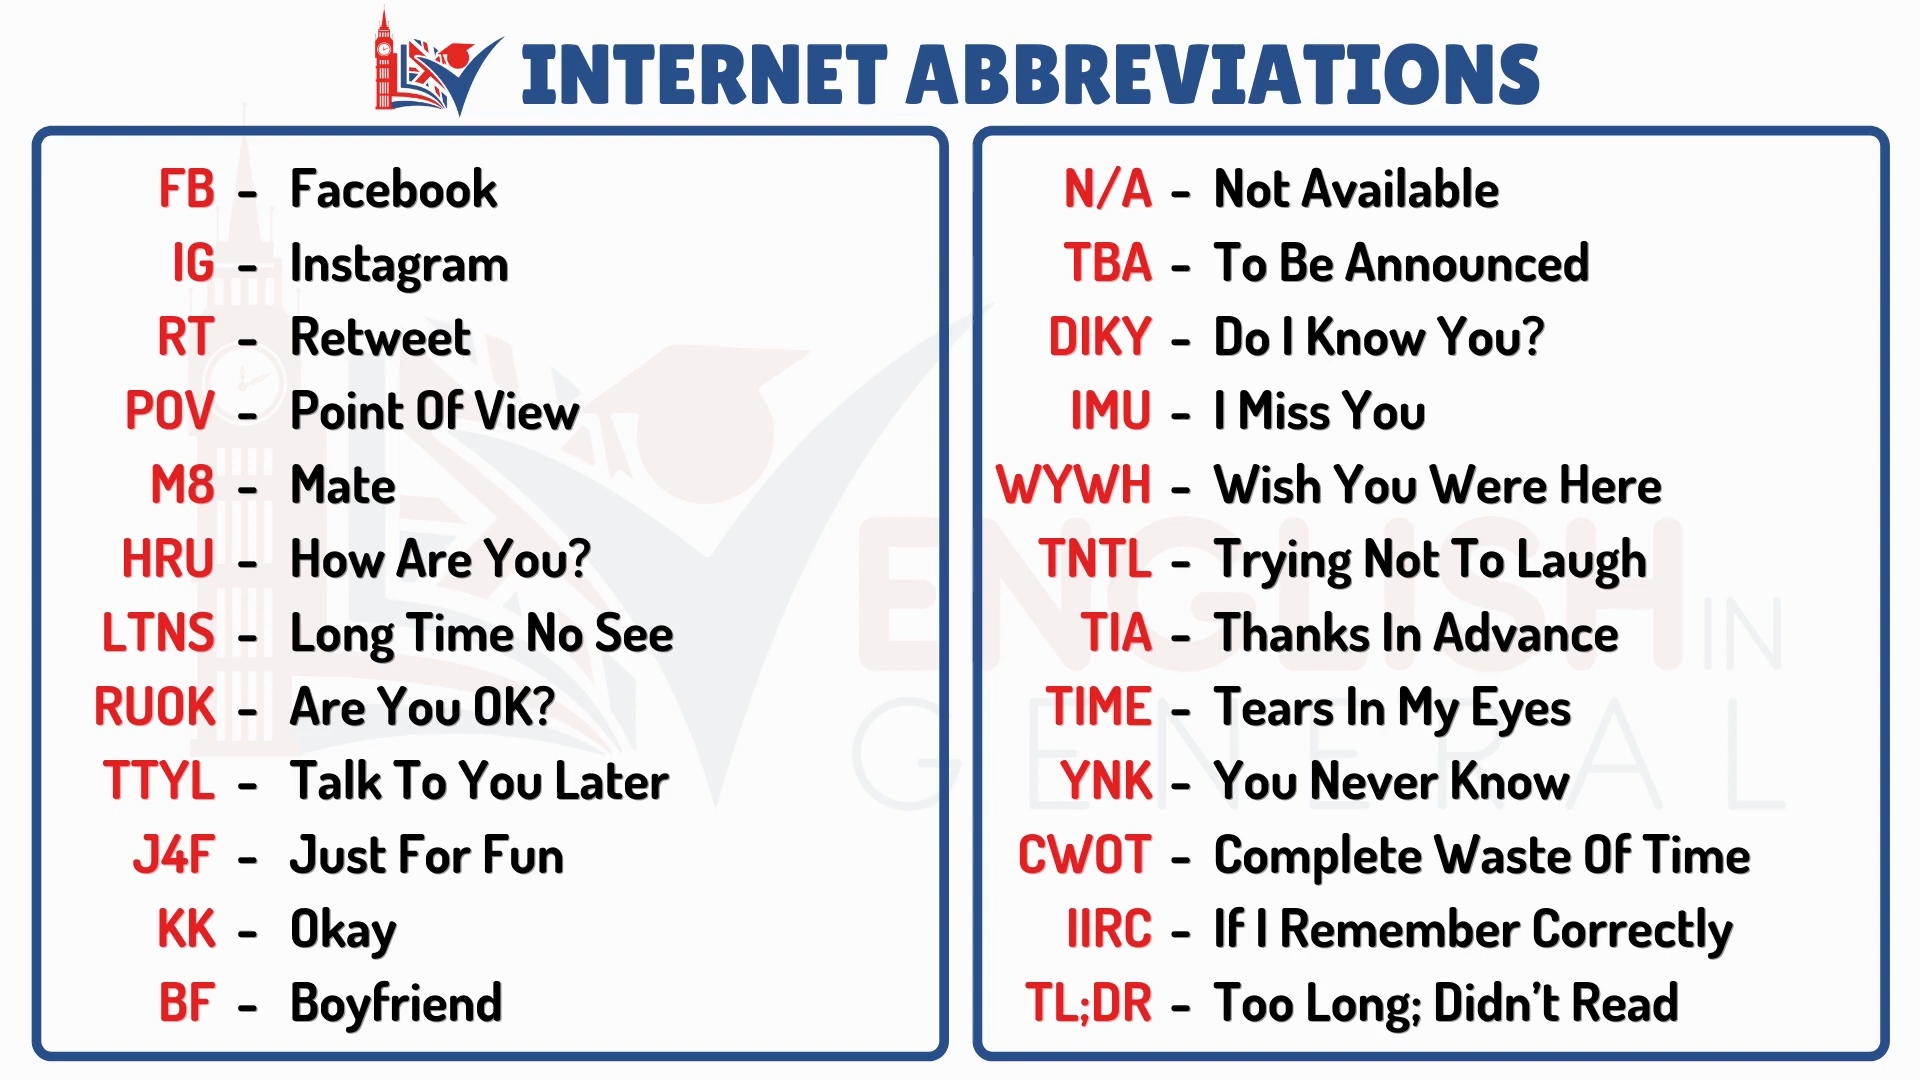 INTERNET ABBREVIATIONS
FB - Facebook
IG - Instagram
RT - Retweet
POV - Point Of View
M8 - Mate
HRU - How Are You?
LTNS - Long Time No See
RUOK - Are You OK?
TTYL - Talk To You Later
J4F - Just For Fun
KK - Okay
BF - Boyfriend
N/A - Not Available
TBA - To Be Announced
DIKY - Do I Know You?
IMU - I Miss You
WYWH - Wish You Were Here
TNTL - Trying Not To Laugh
TIA - Thanks In Advance
TIME - Tears In My Eyes
YNK - You Never Know
CWOT - Complete Waste Of Time
IIRC - If I Remember Correctly
TL;DR - Too Long; Didn't Read
ENGLISH IN
GENERAL